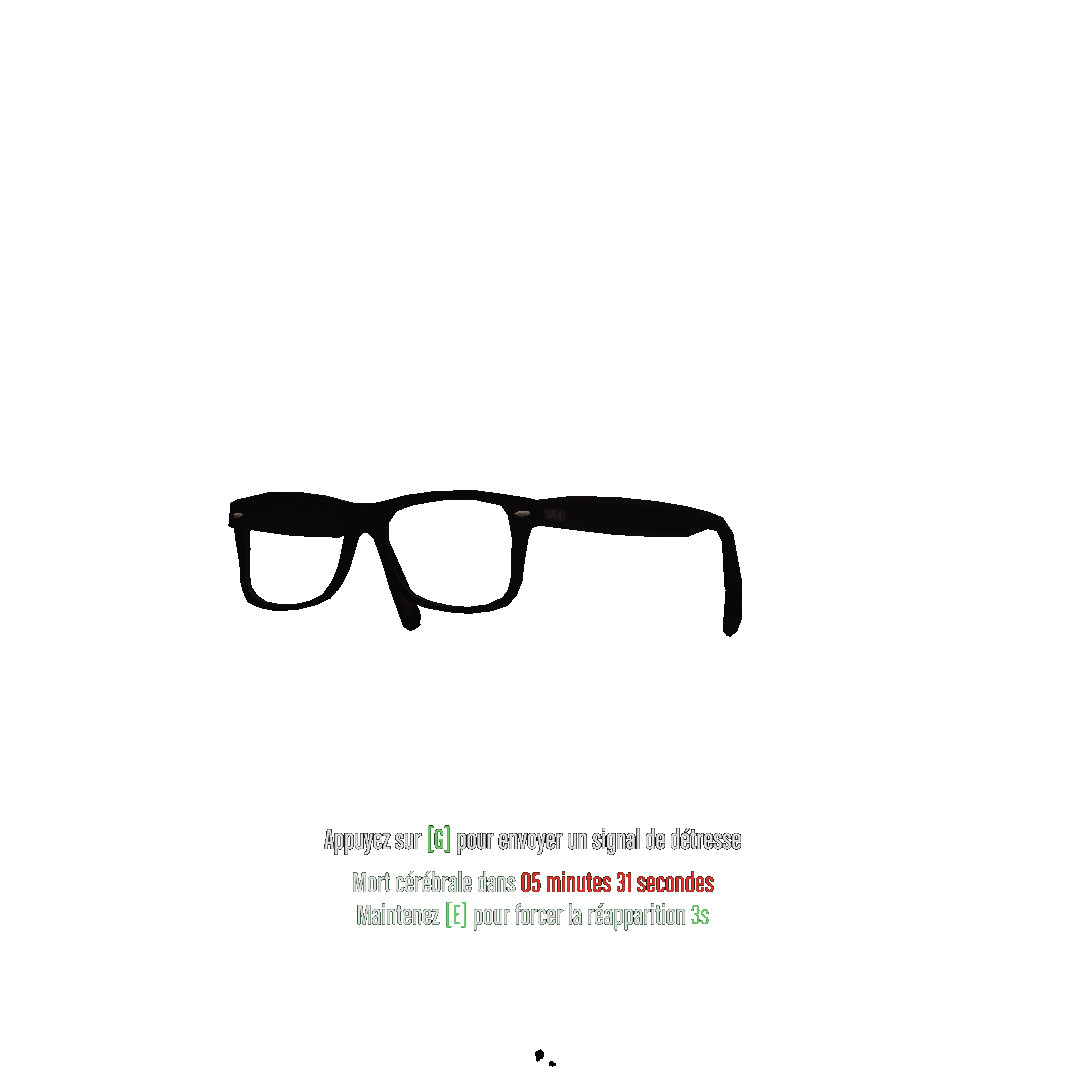 Appuyez sur [G] pour envoyer un signal de détresse
Mort cérébrale dans 05 minutes 31 secondes
Maintenez [E] pour forcer la réapparition 3s